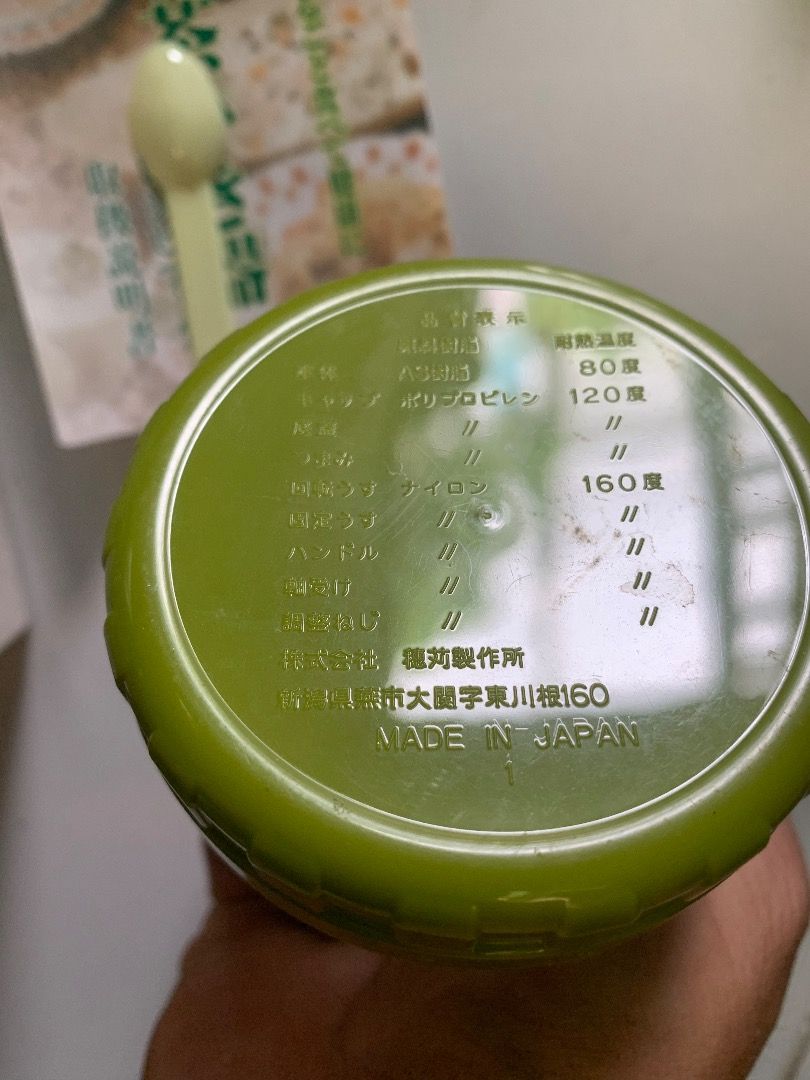 取扱説明書
品質表示
原料樹脂 耐熱温度
本体 AS樹脂 80度
キャップ ポリプロピレン 120度
底蓋 〃 〃
つまみ 〃 〃
回転うす ナイロン 160度
固定うす 〃 〃
ハンドル 〃 〃
軸受け 〃 〃
調整ねじ 〃 〃
株式会社 穂苅製作所
新潟県燕市大関字東川根160
MADE IN JAPAN
1